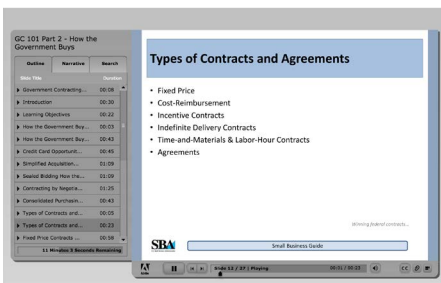 GC 101 Part 2 - How the
Government Buys
Outline Narrative Search
Slide Title Duration
Government Contracting... 00:08
Introduction 00:30
Learning Objectives 00:22
How the Government Buy... 00:03
How the Government Buy... 00:43
Credit Card Opportunit... 00:45
Simplified Acquisition... 01:09
Sealed Bidding How the... 01:09
Contracting by Negotia... 01:25
Consolidated Purchasin... 00:43
Types of Contracts and... 00:05
Types of Contracts and... 00:23
Fixed Price Contracts ... 00:58
11 Minutes 3 Seconds Remaining
Types of Contracts and Agreements
• Fixed Price
• Cost-Reimbursement
• Incentive Contracts
• Indefinite Delivery Contracts
• Time-and-Materials & Labor-Hour Contracts
• Agreements
Winning federal contracts...
SBA
Small Business Guide
Slide 12 / 27 | Playing
00:01 / 00:23
CC